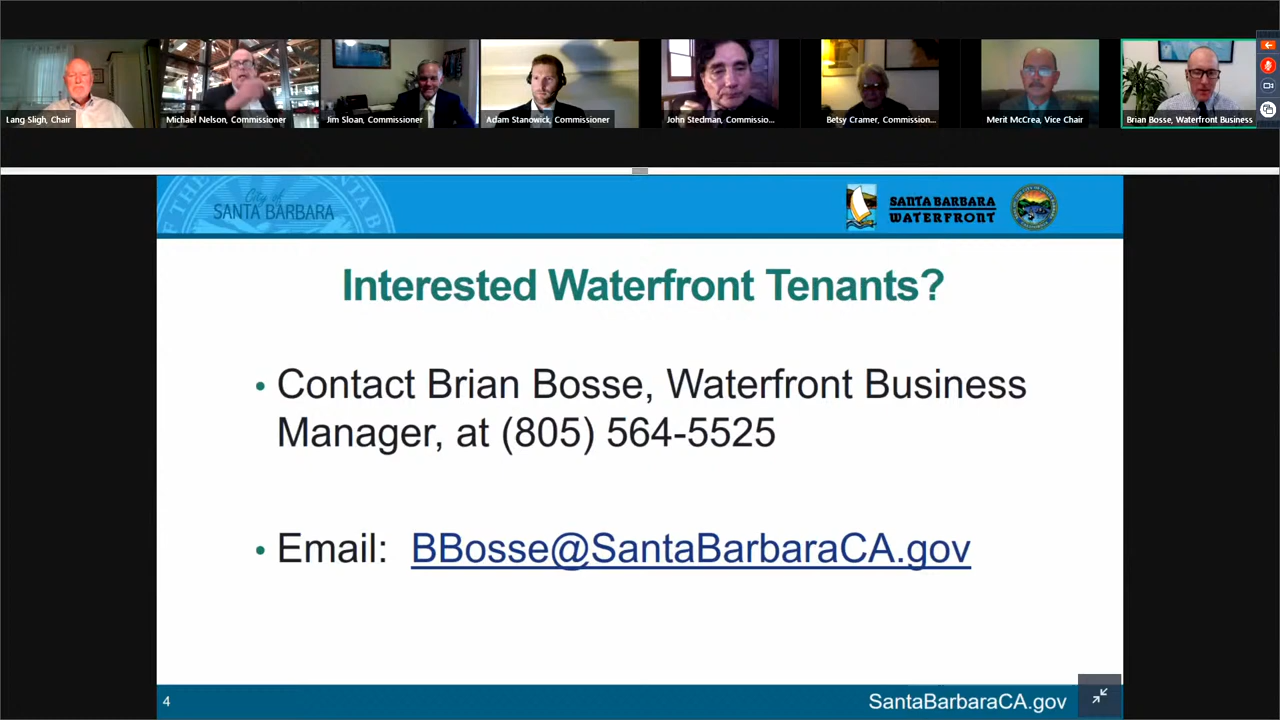 Lang Sligh, Chair
Michael Nelson, Commissioner
Jim Sloan, Commissioner
Adam Stanowick, Commissioner
John Stedman, Commissio...
Betsy Cramer, Commission...
Merit McCrea, Vice Chair
Brian Bosse, Waterfront Business
City of
SANTA BARBARA
SANTA BARBARA
WATERFRONT
Interested Waterfront Tenants?
• Contact Brian Bosse, Waterfront Business
Manager, at (805) 564-5525
• Email: BBosse@SantaBarbaraCA.gov
4
SantaBarbaraCA.gov